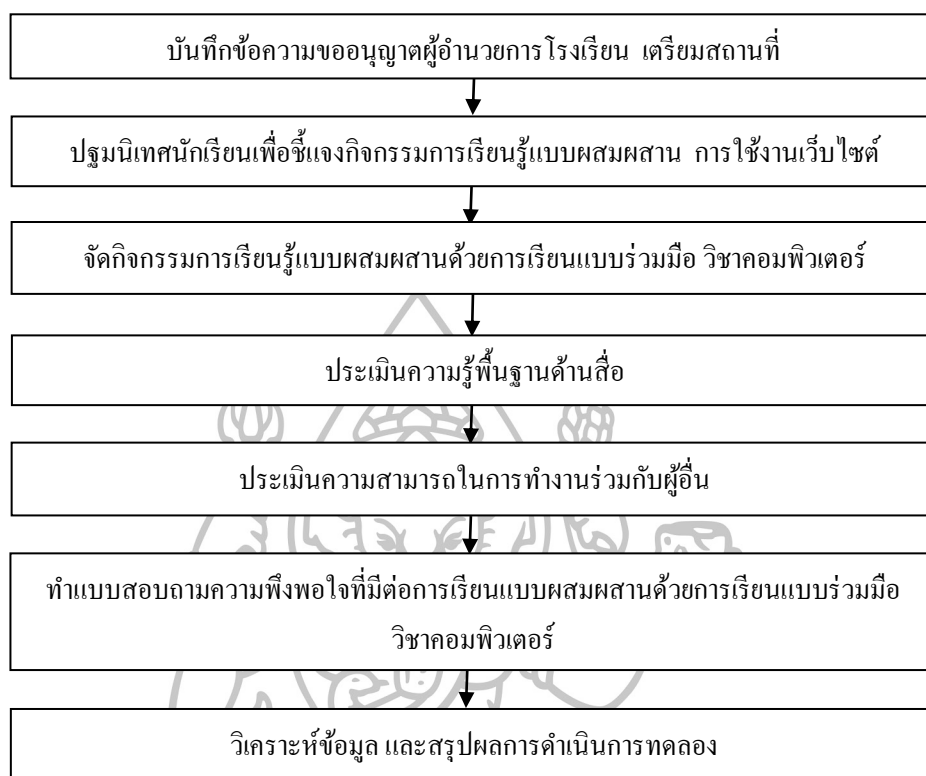 บันทึกข้อความขออนุญาตผู้อำนวยการโรงเรียน เตรียมสถานที่
ปฐมนิเทศนักเรียนเพื่อชี้แจงกิจกรรมการเรียนรู้แบบผสมผสาน การใช้งานเว็บไซต์
จัดกิจกรรมการเรียนรู้แบบผสมผสานด้วยการเรียนแบบร่วมมือ วิชาคอมพิวเตอร์
ประเมินความรู้พื้นฐานด้านสื่อ
ประเมินความสามารถในการทำงานร่วมกับผู้อื่น
ทำแบบสอบถามความพึงพอใจที่มีต่อการเรียนแบบผสมผสานด้วยการเรียนแบบร่วมมือ
วิชาคอมพิวเตอร์
วิเคราะห์ข้อมูล และสรุปผลการดำเนินการทดลอง